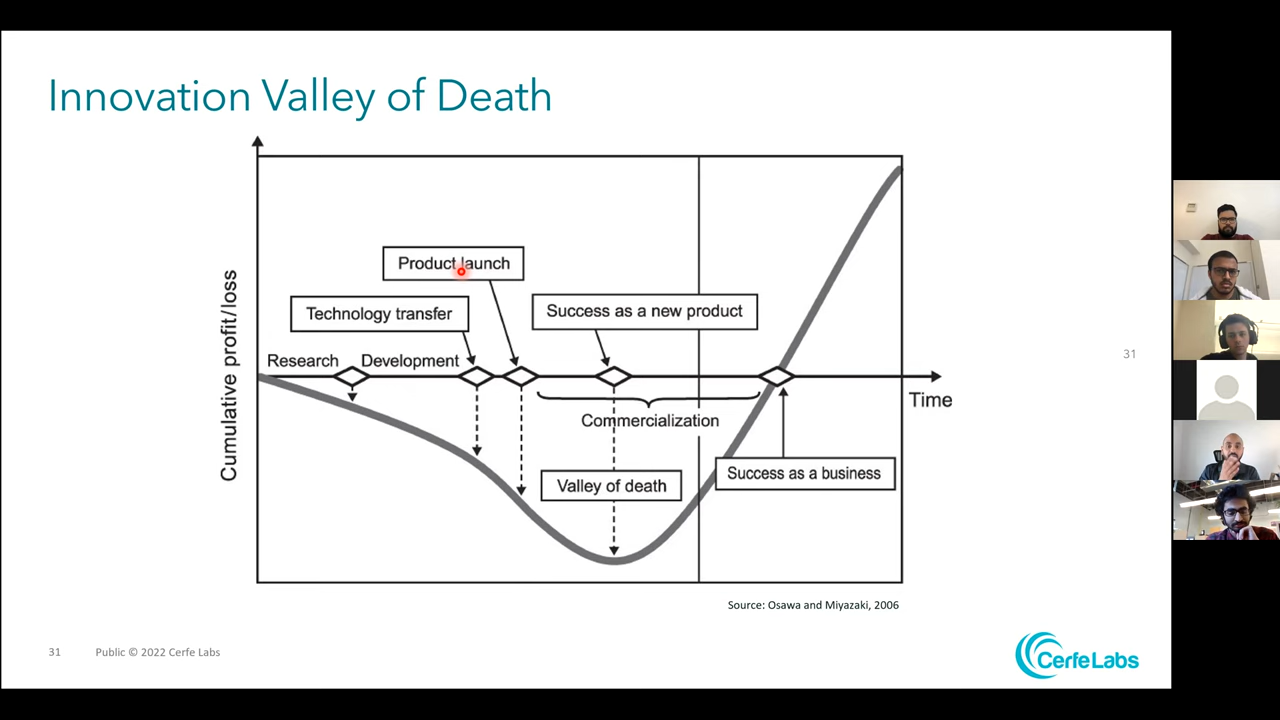 Innovation Valley of Death
Product launch
Technology transfer
Success as a new product
Research
Development
Cumulative profit/loss
Time
Commercialization
Valley of death
Success as a business
31
Source: Osawa and Miyazaki, 2006
31
Public © 2022 Cerfe Labs
CerfeLabs